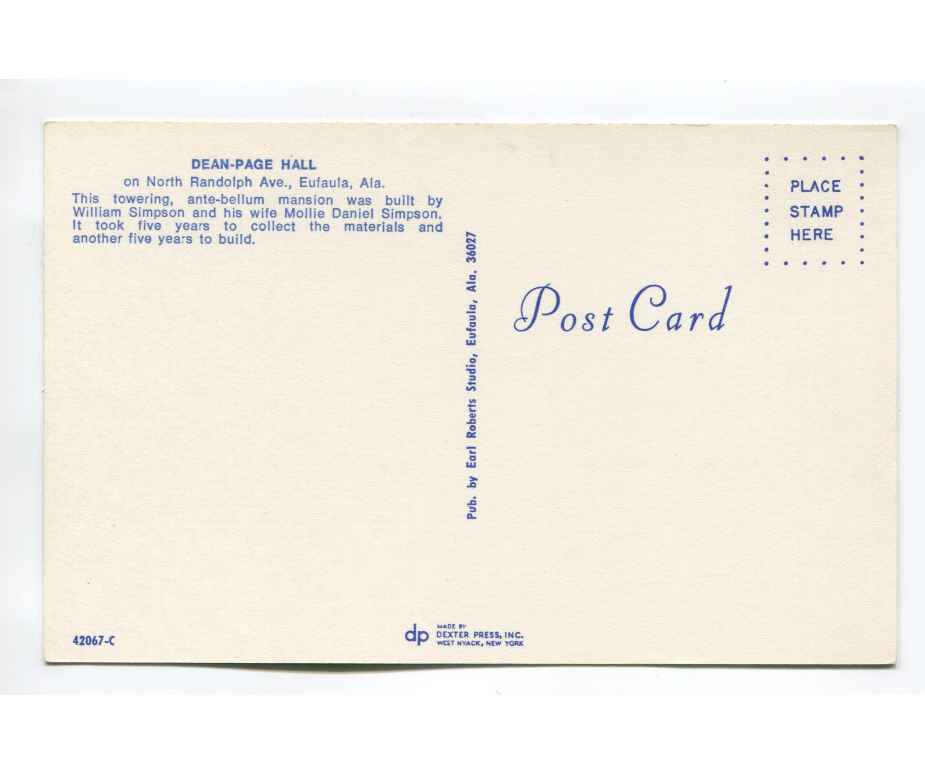 DEAN-PAGE HALL
on North Randolph Ave., Eufaula, Ala.
This towering, ante-bellum mansion was built by
William Simpson and his wife Mollie Daniel Simpson.
It took five years to collect the materials and
another five years to build.
Pub. by Earl Roberts Studio, Eufaula, Ala. 36027
PLACE
STAMP
HERE
Post Card
42067-C
dp
MADE BY
DEXTER PRESS, INC.
WEST NYACK, NEW YORK